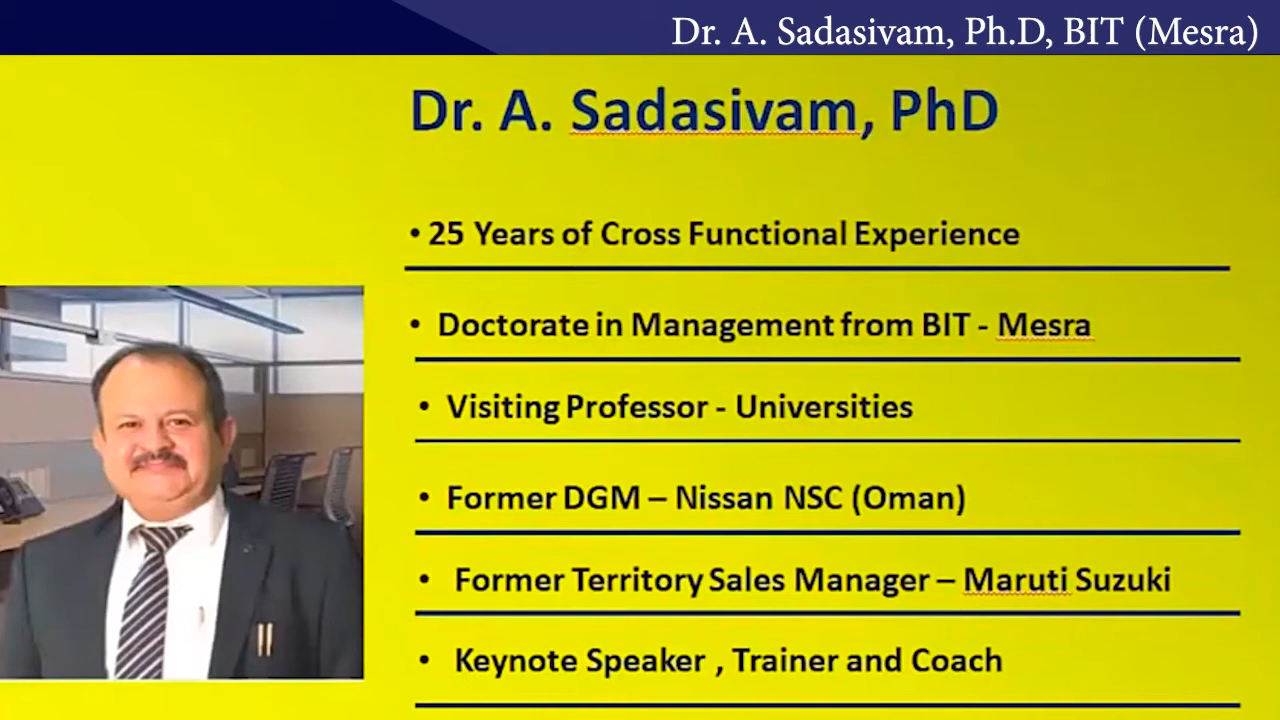 Dr. A. Sadasivam, Ph.D, BIT (Mesra)
Dr. A. Sadasivam, PhD
• 25 Years of Cross Functional Experience
• Doctorate in Management from BIT - Mesra
• Visiting Professor - Universities
• Former DGM – Nissan NSC (Oman)
• Former Territory Sales Manager – Maruti Suzuki
• Keynote Speaker , Trainer and Coach